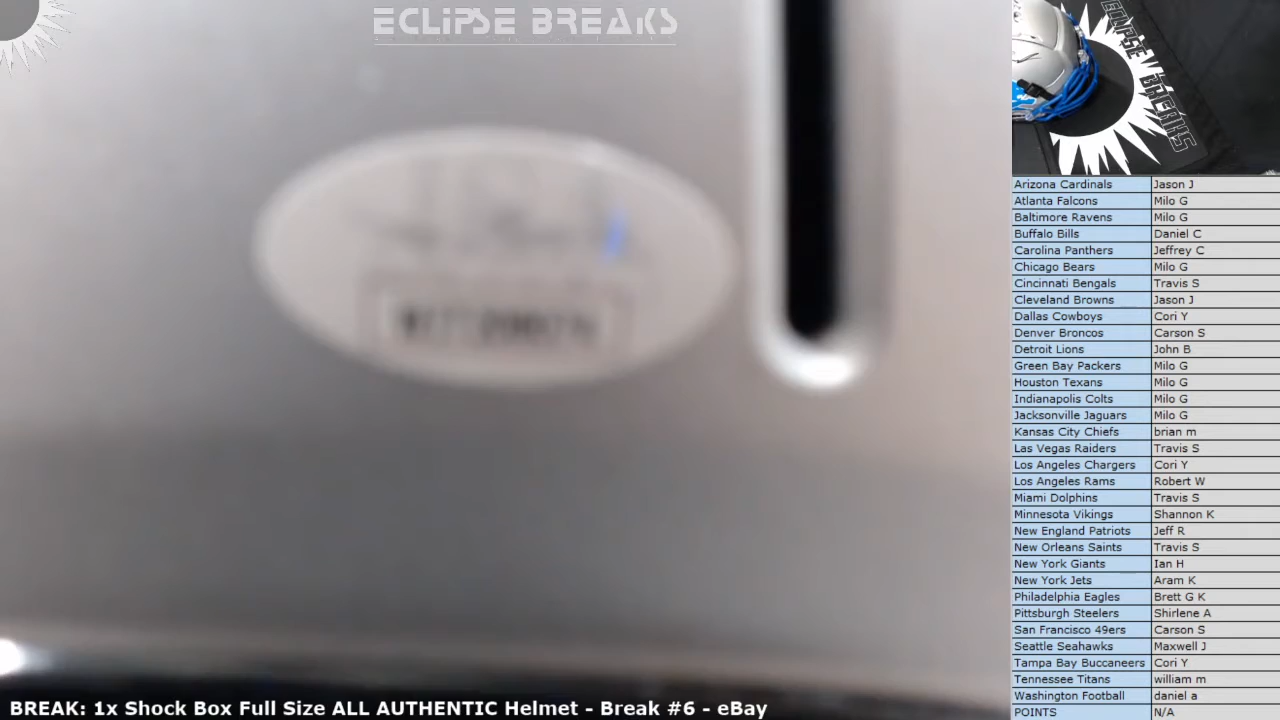 ECLIPSE BREAKS
ECLIPSE BREAKS
Arizona Cardinals Jason J
Atlanta Falcons Milo G
Baltimore Ravens Milo G
Buffalo Bills Daniel C
Carolina Panthers Jeffrey C
Chicago Bears Milo G
Cincinnati Bengals Travis S
Cleveland Browns Jason J
Dallas Cowboys Cori Y
Denver Broncos Carson S
Detroit Lions John B
Green Bay Packers Milo G
Houston Texans Milo G
Indianapolis Colts Milo G
Jacksonville Jaguars Milo G
Kansas City Chiefs brian m
Las Vegas Raiders Travis S
Los Angeles Chargers Cori Y
Los Angeles Rams Robert W
Miami Dolphins Travis S
Minnesota Vikings Shannon K
New England Patriots Jeff R
New Orleans Saints Travis S
New York Giants Ian H
New York Jets Aram K
Philadelphia Eagles Brett G K
Pittsburgh Steelers Shirlene A
San Francisco 49ers Carson S
Seattle Seahawks Maxwell J
Tampa Bay Buccaneers Cori Y
Tennessee Titans william m
Washington Football daniel a
POINTS N/A
BREAK: 1x Shock Box Full Size ALL AUTHENTIC Helmet - Break #6 - eBay